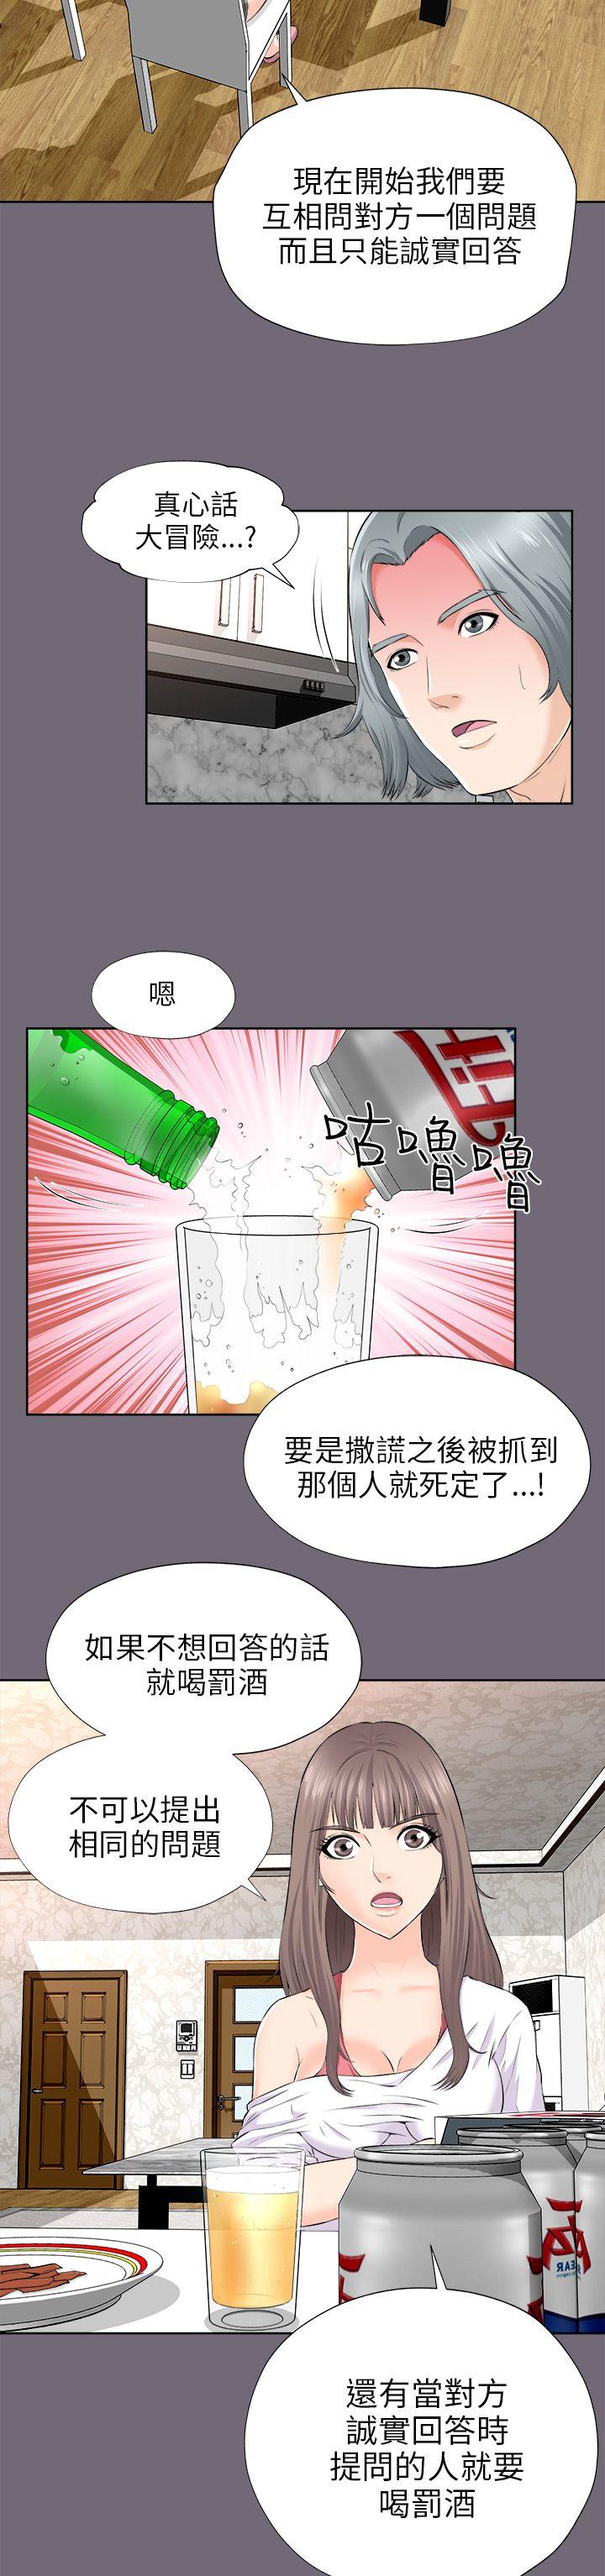 現在開始我們要
互相問對方一個問題
而且只能誠實回答
真心話
大冒險...?
嗯
咕嚕嚕
要是撒謊之後被抓到
那個人就死定了...!
如果不想回答的話
就喝罰酒
不可以提出
相同的問題
還有當對方
誠實回答時
提問的人就要
喝罰酒